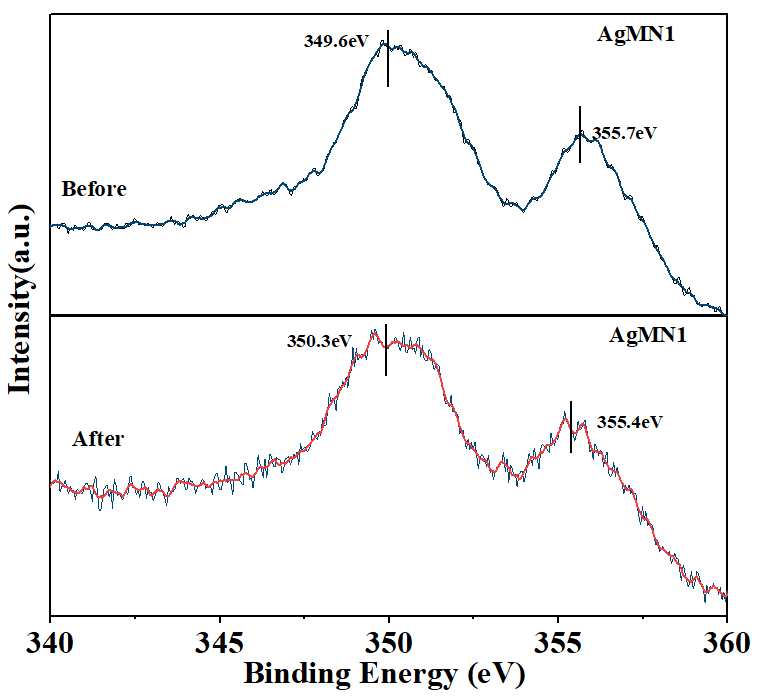 AgMN1
349.6eV
355.7eV
Before
AgMN1
350.3eV
355.4eV
After
Intensity(a.u.)
340 345 350 355 360
Binding Energy (eV)